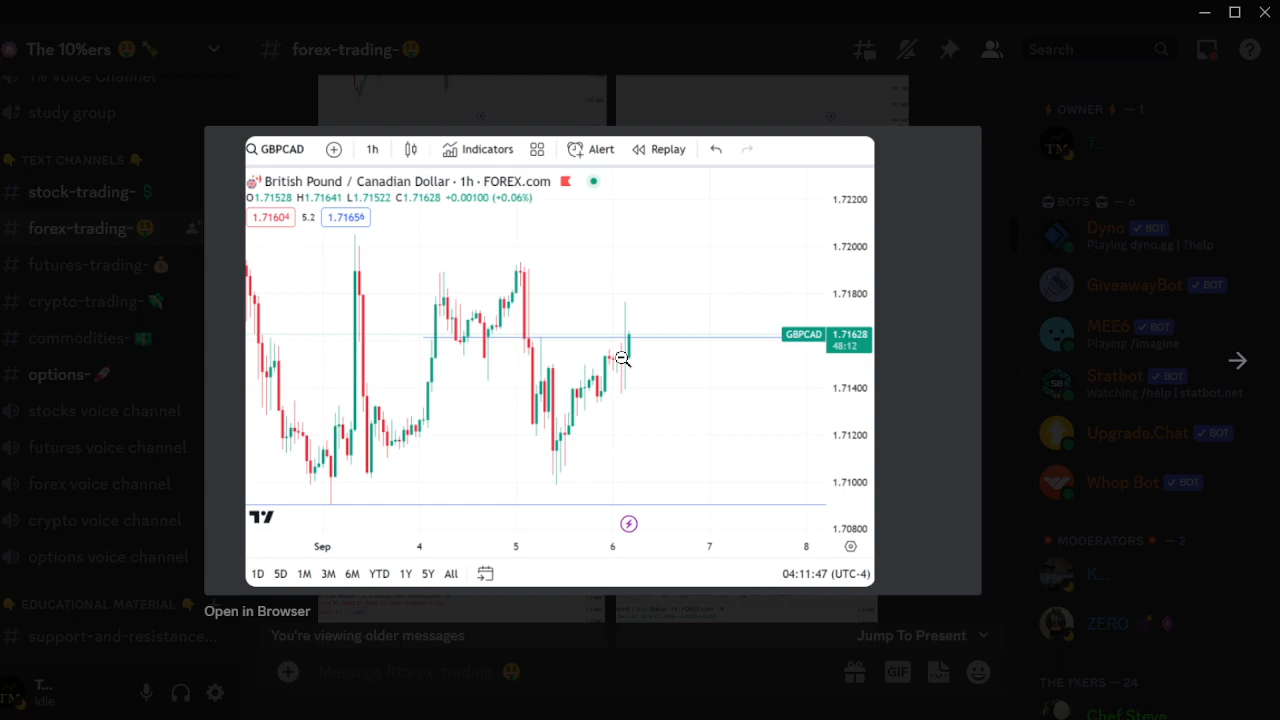 The 10%ers
forex-trading-
Search
1% Voice Channel
study group
TEXT CHANNELS
stock-trading-
forex-trading-
futures-trading-
crypto-trading-
commodities-
options-
stocks voice channel
futures voice channel
forex voice channel
crypto voice channel
options voice channel
EDUCATIONAL MATERIAL
support-and-resistance...
T...
Idle
GBPCAD
1h
Indicators
Alert
Replay
British Pound / Canadian Dollar · 1h · FOREX.com
O1.71528 H1.71641 L1.71522 C1.71628 +0.00100 (+0.06%)
1.71604 5.2 1.71656
1.72200
1.72000
1.71800
GBPCAD 1.71628
48:12
1.71400
1.71200
1.71000
1.70800
Sep 4 5 6 7 8
1D 5D 1M 3M 6M YTD 1Y 5Y All
04:11:47 (UTC-4)
Open in Browser
You're viewing older messages
Jump To Present
Message #forex-trading-
GIF
OWNER — 1
T...
BOTS — 6
Dyno BOT
Playing dyno.gg | ?help
GiveawayBot BOT
MEE6 BOT
Playing /imagine
Statbot BOT
Watching /help | statbot.net
Upgrade.Chat BOT
Whop Bot BOT
MODERATORS — 2
K...
ZERO
THE 1%ERS — 24
Chef Steve